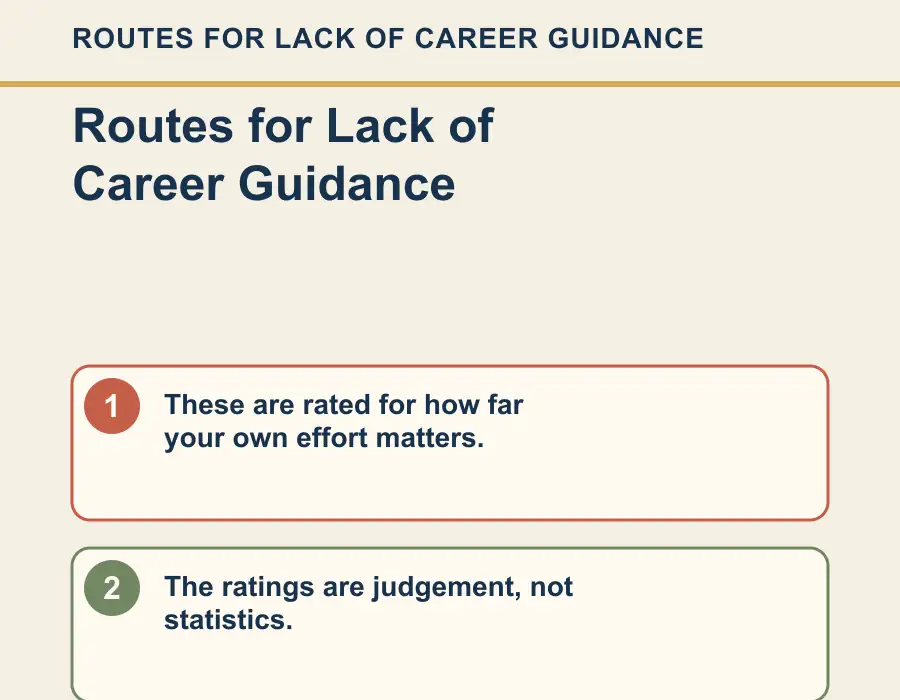 ROUTES FOR LACK OF CAREER GUIDANCE
Routes for Lack of
Career Guidance
1
These are rated for how far
your own effort matters.
2
The ratings are judgement, not
statistics.